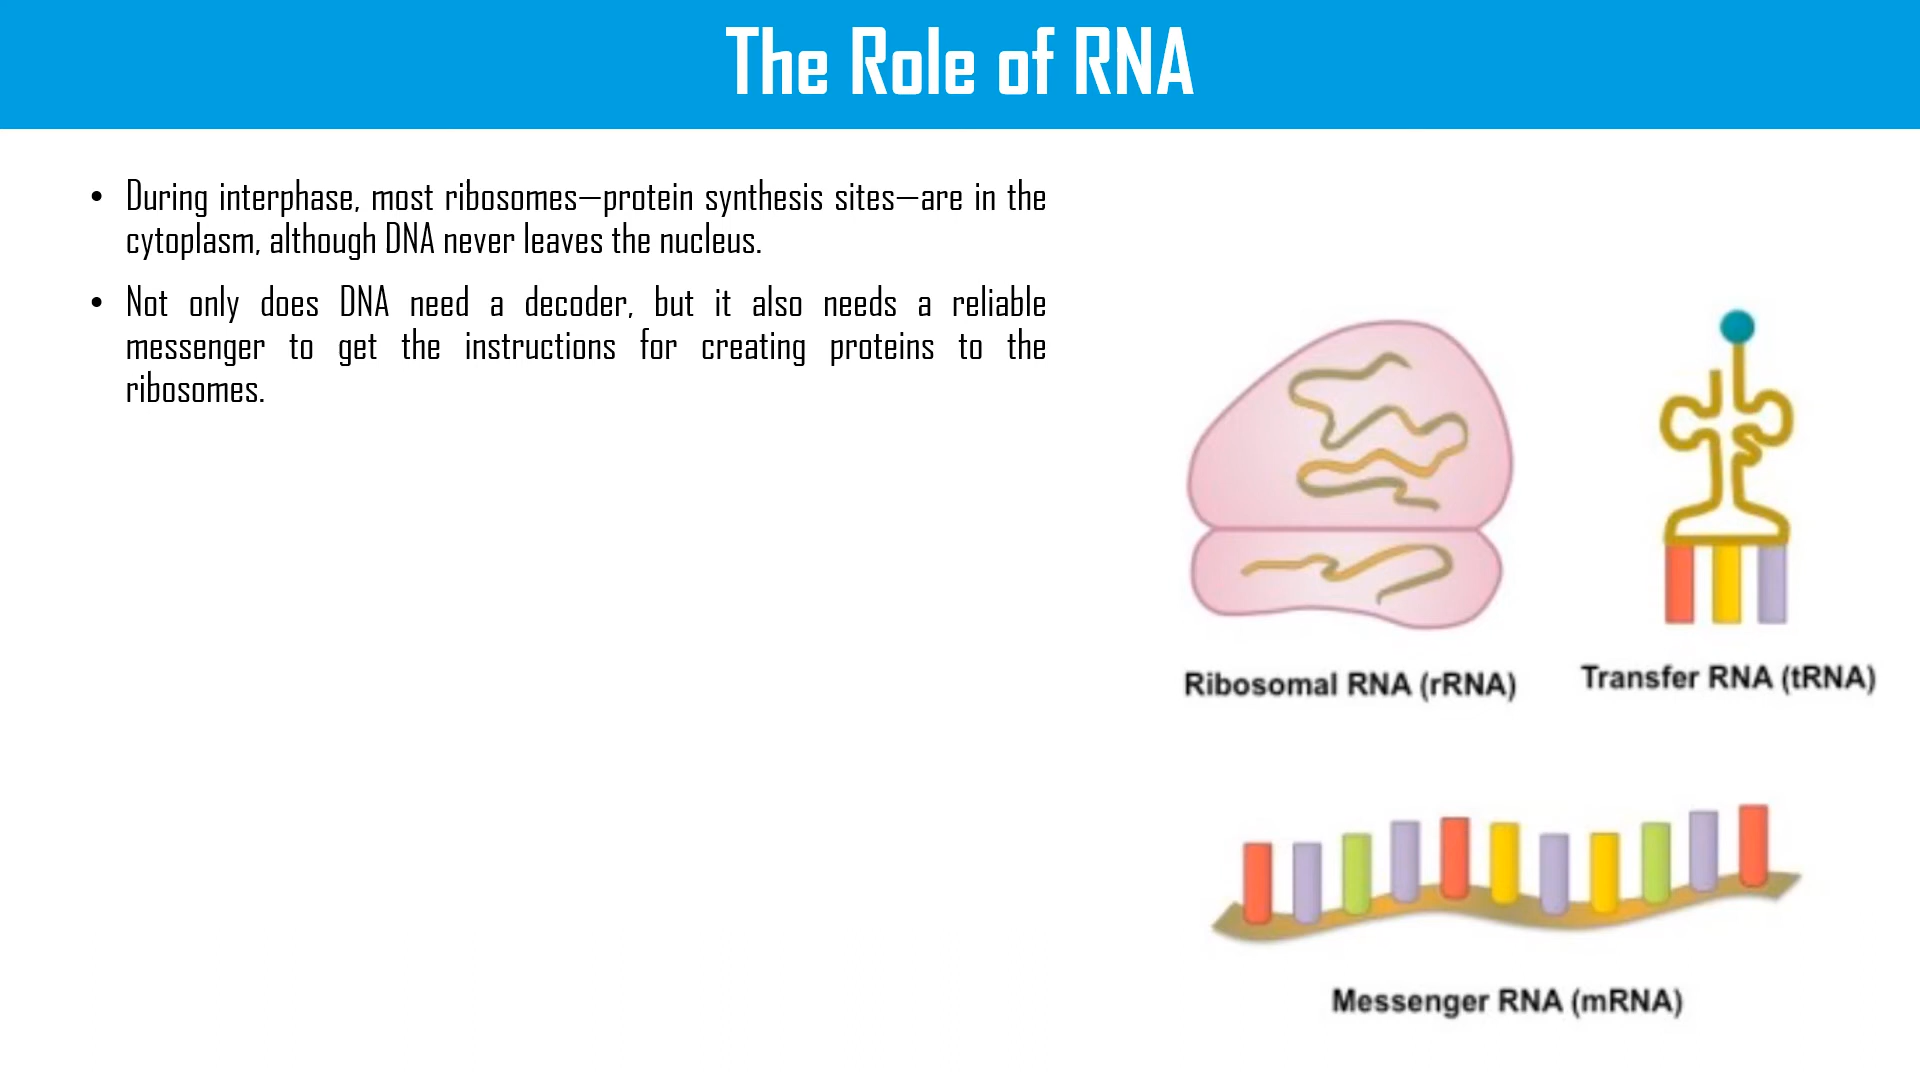 The Role of RNA
• During interphase, most ribosomes—protein synthesis sites—are in the
cytoplasm, although DNA never leaves the nucleus.
• Not only does DNA need a decoder, but it also needs a reliable
messenger to get the instructions for creating proteins to the
ribosomes.
Ribosomal RNA (rRNA)
Transfer RNA (tRNA)
Messenger RNA (mRNA)